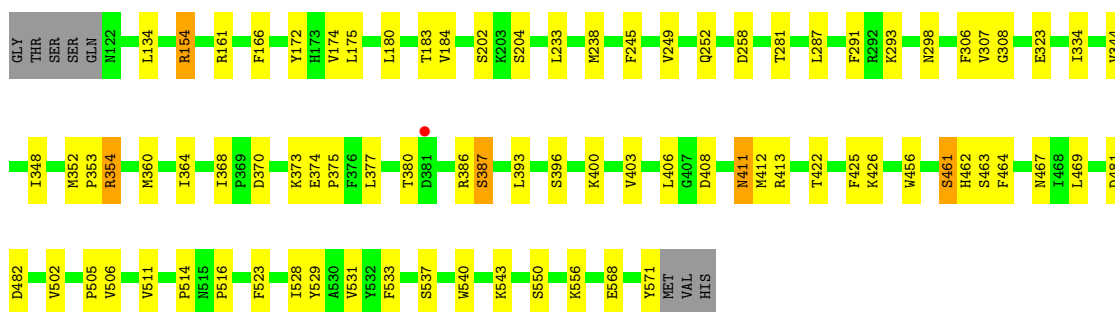 GLY THR SER SER GLN N122 L134 R154 R161 F166 Y172 H173 V174 L175 L180 T183 V184 S202 K203 S204 L233 M238 F245 V249 Q252 D258 T281 L287 F291 R292 K293 N298 F306 V307 G308 E323 I334 V344
I348 M352 P353 R354 M360 I364 I368 P369 D370 K373 E374 P375 F376 L377 T380 D381 R386 S387 L393 S396 K400 V403 L406 G407 D408 N411 M412 R413 T422 F425 K426 W456 S461 H462 S463 F464 N467 I468 L469 D481
D482 V502 P505 V506 V511 P514 N515 P516 F523 I528 Y529 A530 V531 Y532 F533 S537 W540 K543 S550 K556 E568 Y571 MET VAL HIS